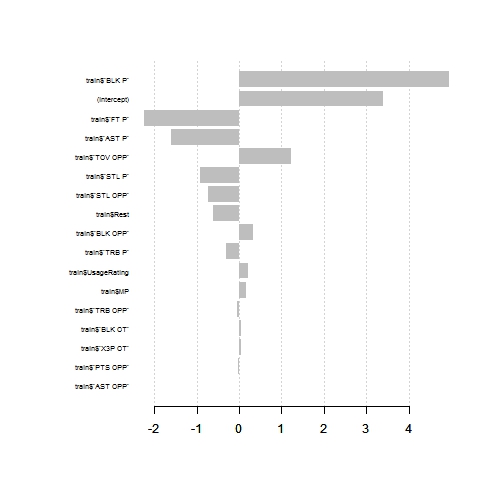 train$`BLK P`
(Intercept)
train$`FT P`
train$`AST P`
train$`TOV OPP`
train$`STL P`
train$`STL OPP`
train$Rest
train$`BLK OPP`
train$`TRB P`
train$UsageRating
train$MP
train$`TRB OPP`
train$`BLK OT`
train$`X3P OT`
train$`PTS OPP`
train$`AST OPP`
-2 -1 0 1 2 3 4